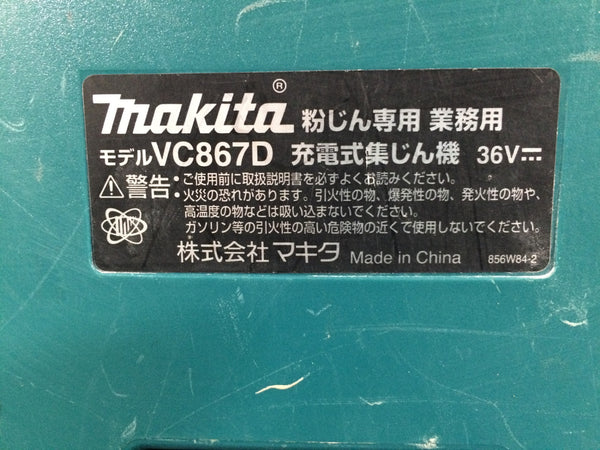 makita® 粉じん専用 業務用
モデルVC867D 充電式集じん機 36V⎓
⚠警告:・ご使用前に取扱説明書を必ずよくお読みください。
・火災の恐れがあります。引火性の物、爆発性の物、発火性の物や、
高温度の物などは吸い込まないでください。
ガソリン等の引火性の高い危険物の近くで使用しないでください。
株式会社マキタ Made in China 856W84-2